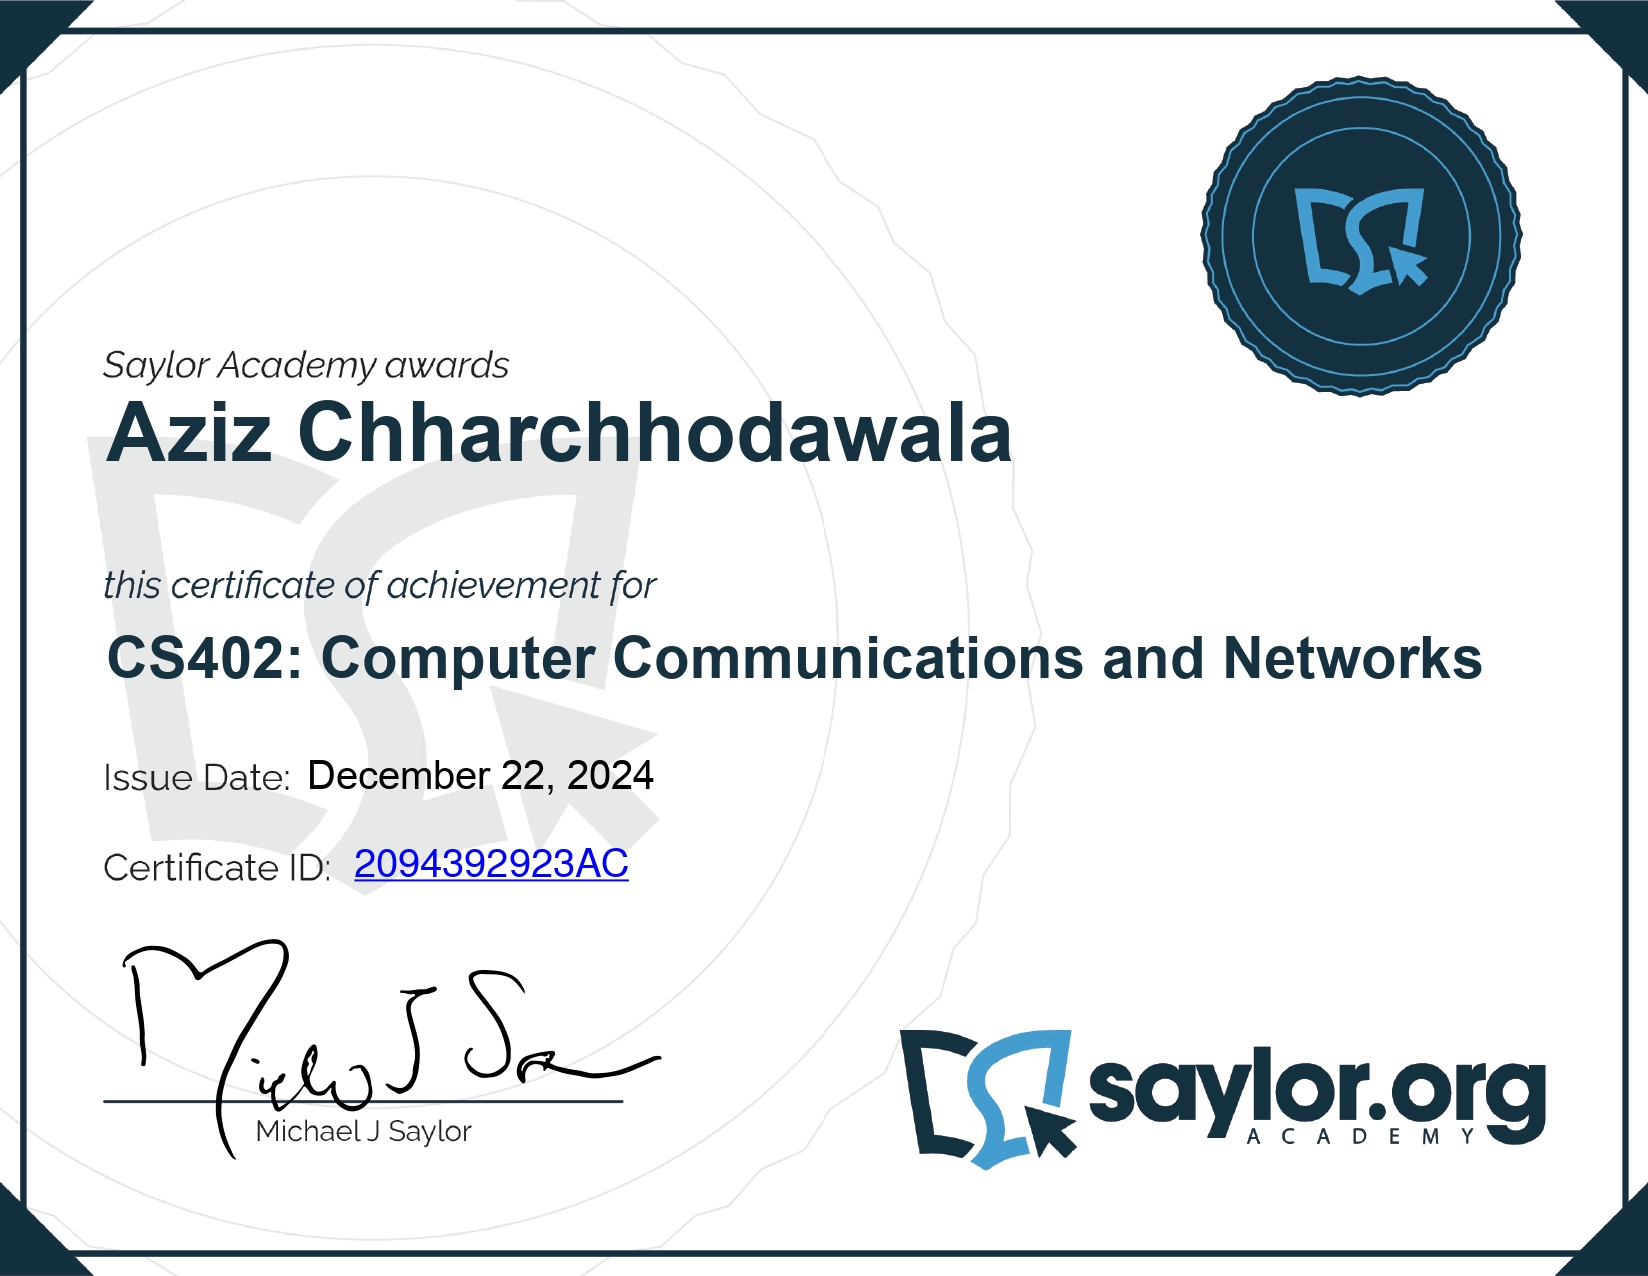 Saylor Academy awards
Aziz Chharchhodawala
this certificate of achievement for
CS402: Computer Communications and Networks
Issue Date: December 22, 2024
Certificate ID: 2094392923AC
Michael J Saylor
saylor.org
ACADEMY